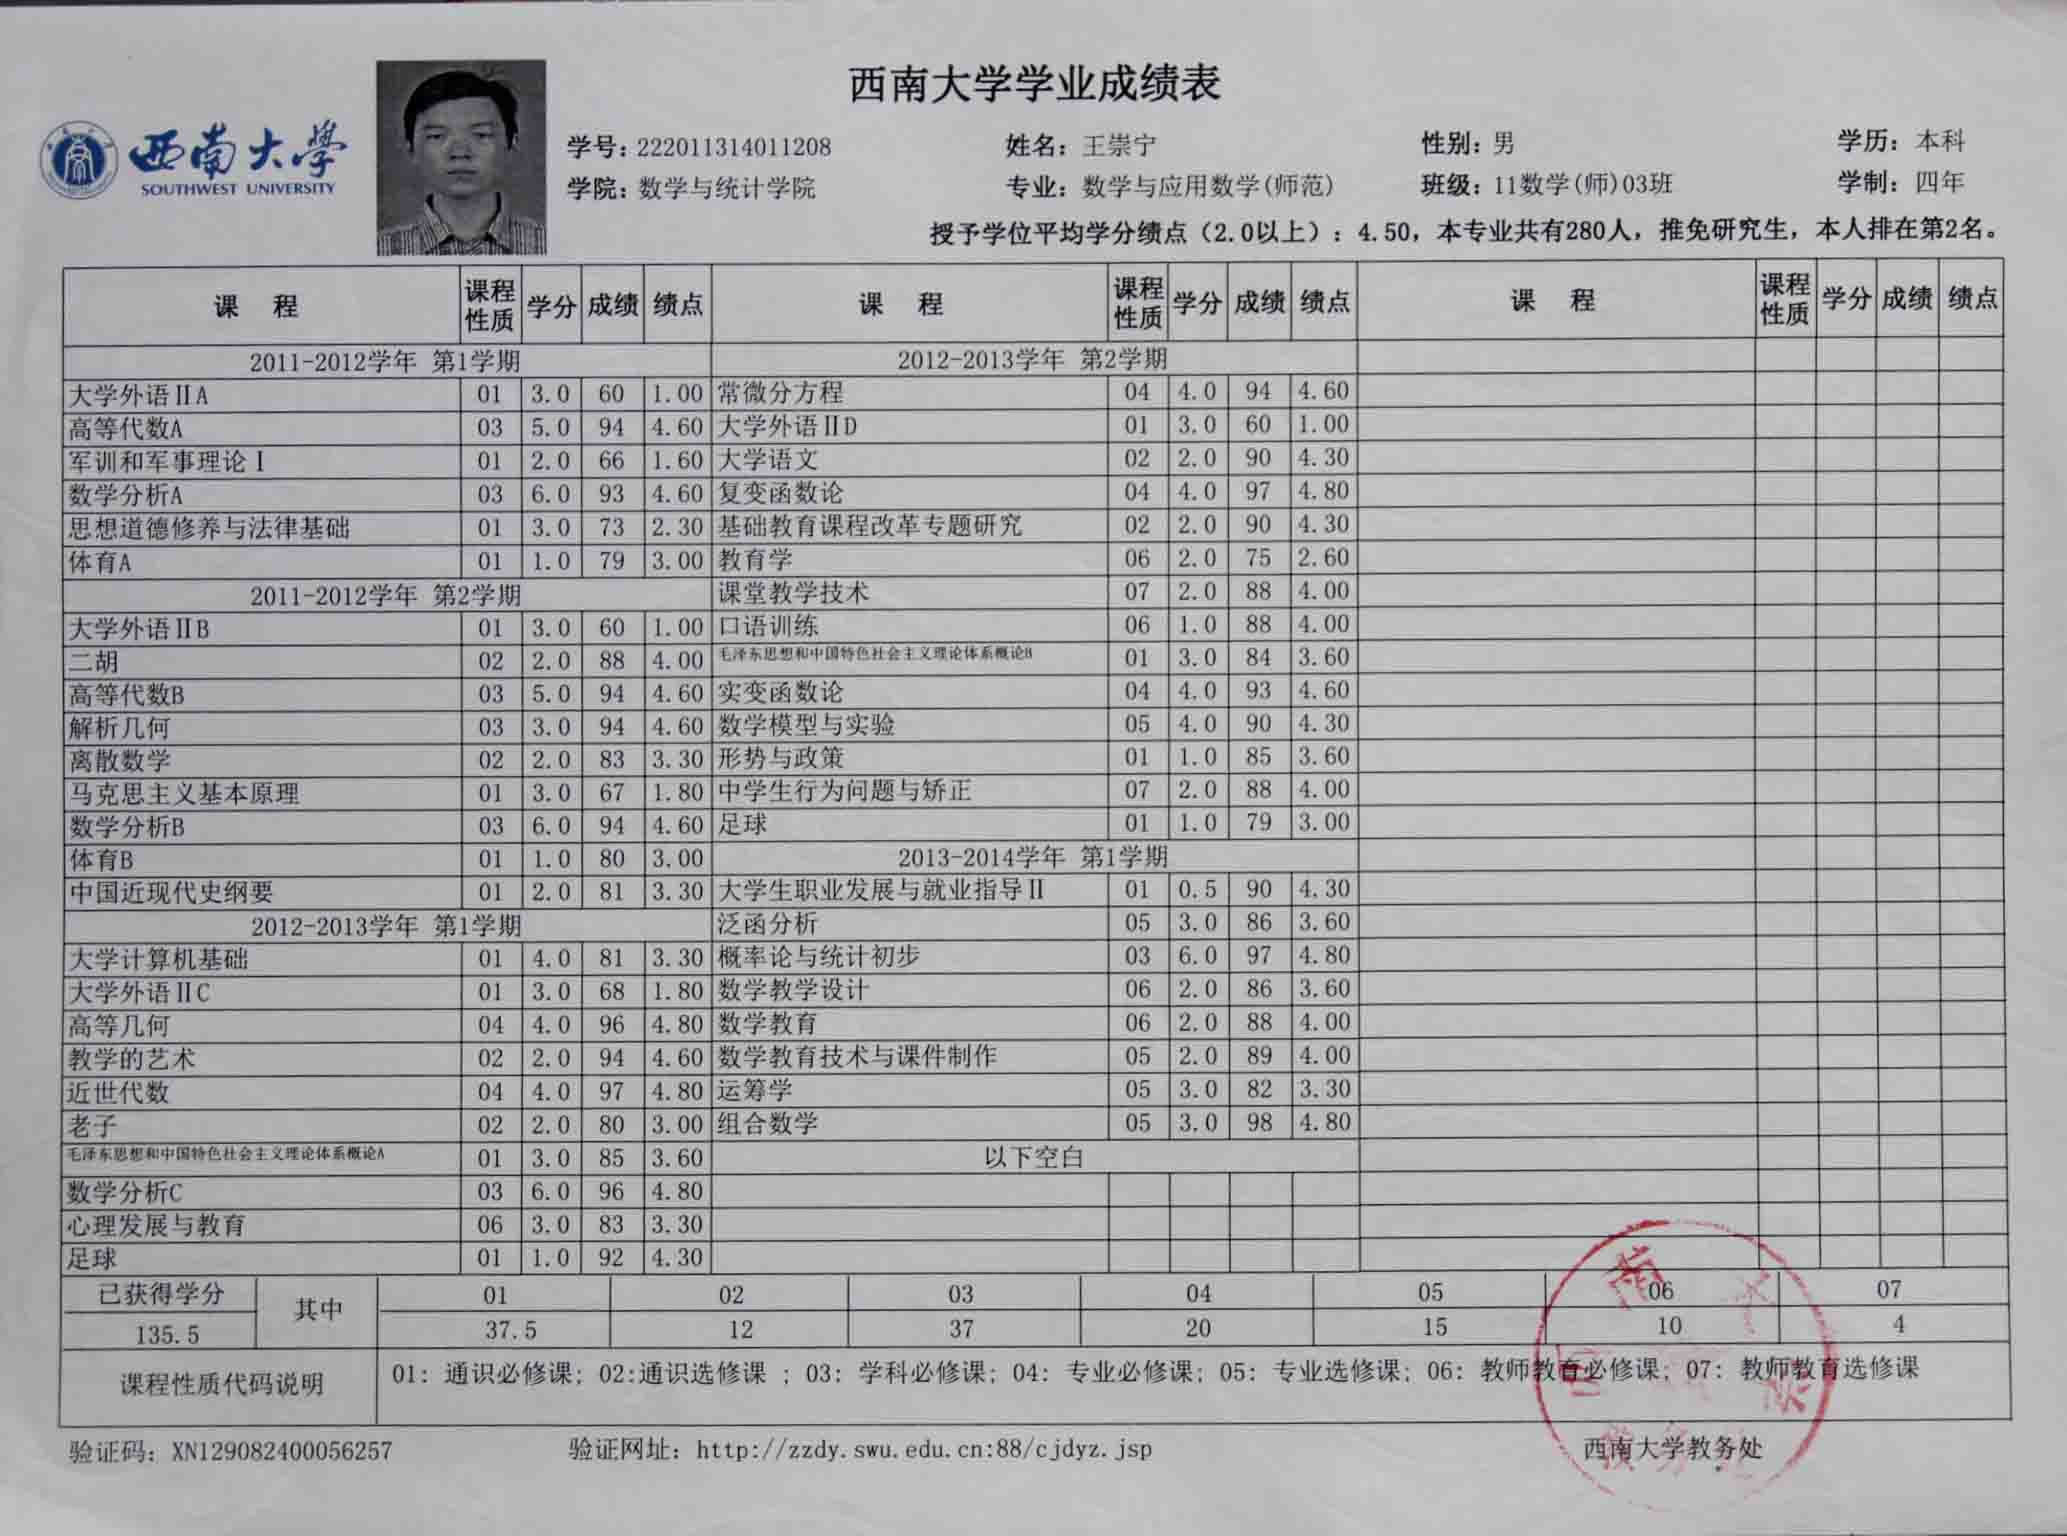 西南大学学业成绩表
西南大学
SOUTHWEST UNIVERSITY
学号: 222011314011208 姓名: 王崇宁 性别: 男 学历: 本科
学院: 数学与统计学院 专业: 数学与应用数学(师范) 班级: 11数学(师)03班 学制: 四年
授予学位平均学分绩点（2.0以上）: 4.50, 本专业共有280人, 推免研究生, 本人排在第2名。
课 程 课程性质 学分 成绩 绩点 课 程 课程性质 学分 成绩 绩点 课 程 课程性质 学分 成绩 绩点
2011-2012学年 第1学期 2012-2013学年 第2学期
大学外语ⅡA 01 3.0 60 1.00 常微分方程 04 4.0 94 4.60
高等代数A 03 5.0 94 4.60 大学外语ⅡD 01 3.0 60 1.00
军训和军事理论Ⅰ 01 2.0 66 1.60 大学语文 02 2.0 90 4.30
数学分析A 03 6.0 93 4.60 复变函数论 04 4.0 97 4.80
思想道德修养与法律基础 01 3.0 73 2.30 基础教育课程改革专题研究 02 2.0 90 4.30
体育A 01 1.0 79 3.00 教育学 06 2.0 75 2.60
2011-2012学年 第2学期 课堂教学技术 07 2.0 88 4.00
大学外语ⅡB 01 3.0 60 1.00 口语训练 06 1.0 88 4.00
二胡 02 2.0 88 4.00 毛泽东思想和中国特色社会主义理论体系概论B 01 3.0 84 3.60
高等代数B 03 5.0 94 4.60 实变函数论 04 4.0 93 4.60
解析几何 03 3.0 94 4.60 数学模型与实验 05 4.0 90 4.30
离散数学 02 2.0 83 3.30 形势与政策 01 1.0 85 3.60
马克思主义基本原理 01 3.0 67 1.80 中学生行为问题与矫正 07 2.0 88 4.00
数学分析B 03 6.0 94 4.60 足球 01 1.0 79 3.00
体育B 01 1.0 80 3.00 2013-2014学年 第1学期
中国近现代史纲要 01 2.0 81 3.30 大学生职业发展与就业指导Ⅱ 01 0.5 90 4.30
2012-2013学年 第1学期 泛函分析 05 3.0 86 3.60
大学计算机基础 01 4.0 81 3.30 概率论与统计初步 03 6.0 97 4.80
大学外语ⅡC 01 3.0 68 1.80 数学教学设计 06 2.0 86 3.60
高等几何 04 4.0 96 4.80 数学教育 06 2.0 88 4.00
教学的艺术 02 2.0 94 4.60 数学教育技术与课件制作 05 2.0 89 4.00
近世代数 04 4.0 97 4.80 运筹学 05 3.0 82 3.30
老子 02 2.0 80 3.00 组合数学 05 3.0 98 4.80
毛泽东思想和中国特色社会主义理论体系概论A 01 3.0 85 3.60 以下空白
数学分析C 03 6.0 96 4.80
心理发展与教育 06 3.0 83 3.30
足球 01 1.0 92 4.30
已获得学分 其中 01 02 03 04 05 06 07
135.5 37.5 12 37 20 15 10 4
课程性质代码说明 01: 通识必修课; 02:通识选修课 ; 03: 学科必修课; 04: 专业必修课; 05: 专业选修课; 06: 教师教育必修课; 07: 教师教育选修课
验证码: XN129082400056257 验证网址: http://zzdy.swu.edu.cn:88/cjdyz.jsp 西南大学教务处